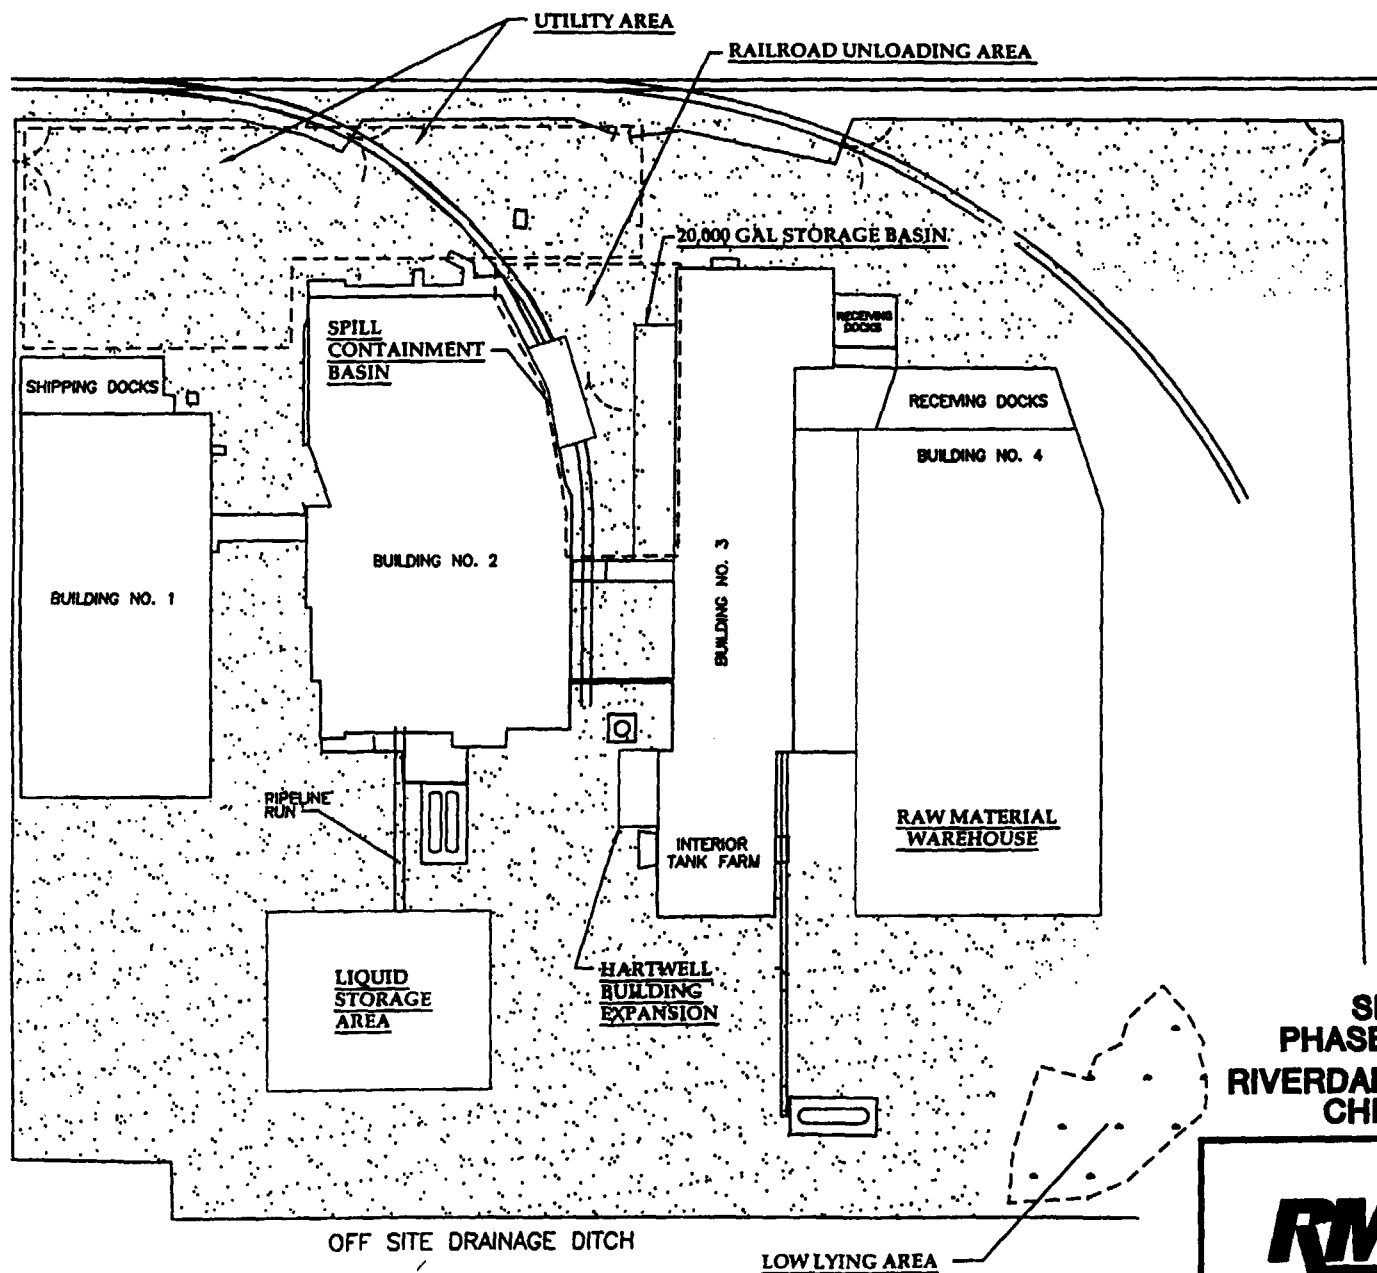 UTILITY AREA
RAILROAD UNLOADING AREA
20,000 GAL STORAGE BASIN
SPILL
CONTAINMENT
BASIN
RECEIVING
DOCKS
SHIPPING DOCKS
RECEIVING DOCKS
BUILDING NO. 4
BUILDING NO. 2
BUILDING NO. 3
BUILDING NO. 1
PIPELINE
RUN
RAW MATERIAL
WAREHOUSE
INTERIOR
TANK FARM
LIQUID
STORAGE
AREA
HARTWELL
BUILDING
EXPANSION
PHASE
OFF SITE DRAINAGE DITCH
LOW LYING AREA